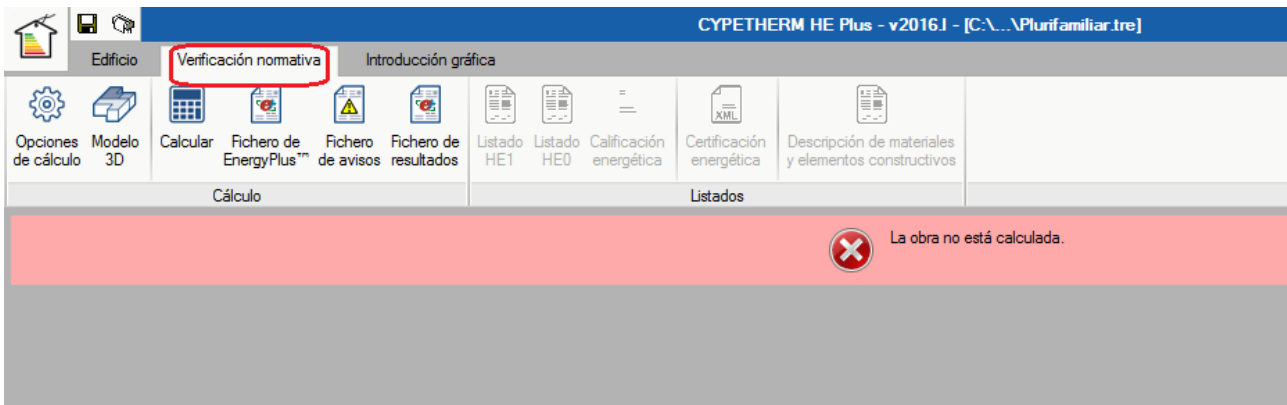 CYPETHERM HE Plus - v2016.I - [C:\...\Plurifamiliar.tre]
Edificio Verificación normativa Introducción gráfica
Opciones de cálculo
Modelo 3D
Calcular
Fichero de EnergyPlus™
Fichero de avisos
Fichero de resultados
Listado HE1
Listado HE0
Calificación energética
XML
Certificación energética
Descripción de materiales y elementos constructivos
Cálculo Listados
La obra no está calculada.